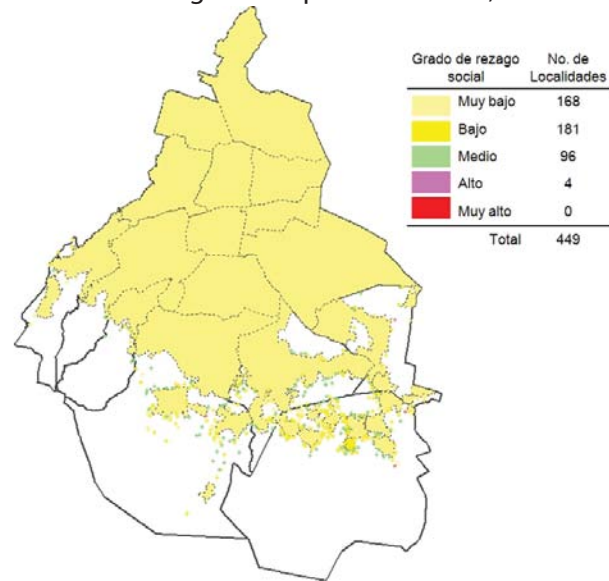 Grado de rezago social No. de Localidades
Muy bajo 168
Bajo 181
Medio 96
Alto 4
Muy alto 0
Total 449